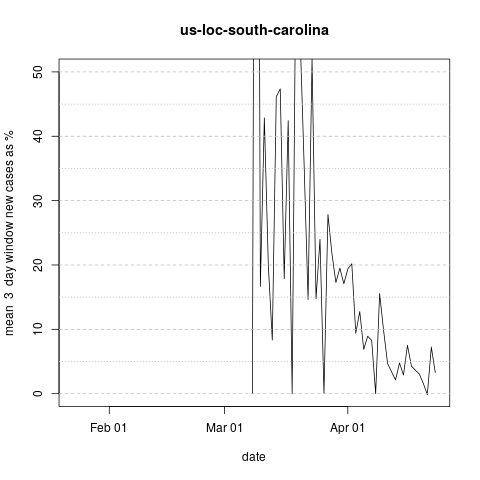 us-loc-south-carolina
mean 3 day window new cases as %
50
40
30
20
10
0
Feb 01
Mar 01
Apr 01
date